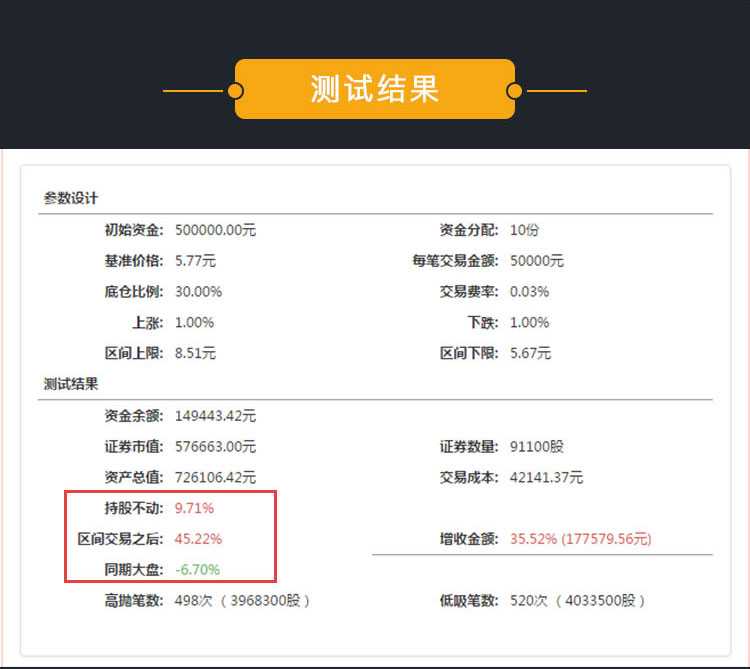 测试结果
参数设计
初始资金: 500000.00元 资金分配: 10份
基准价格: 5.77元 每笔交易金额: 50000元
底仓比例: 30.00% 交易费率: 0.03%
上涨: 1.00% 下跌: 1.00%
区间上限: 8.51元 区间下限: 5.67元
测试结果
资金余额: 149443.42元
证券市值: 576663.00元 证券数量: 91100股
资产总值: 726106.42元 交易成本: 42141.37元
持股不动: 9.71%
区间交易之后: 45.22% 增收金额: 35.52% (177579.56元)
同期大盘: -6.70%
高抛笔数: 498次 ( 3968300股 ) 低吸笔数: 520次 ( 4033500股 )